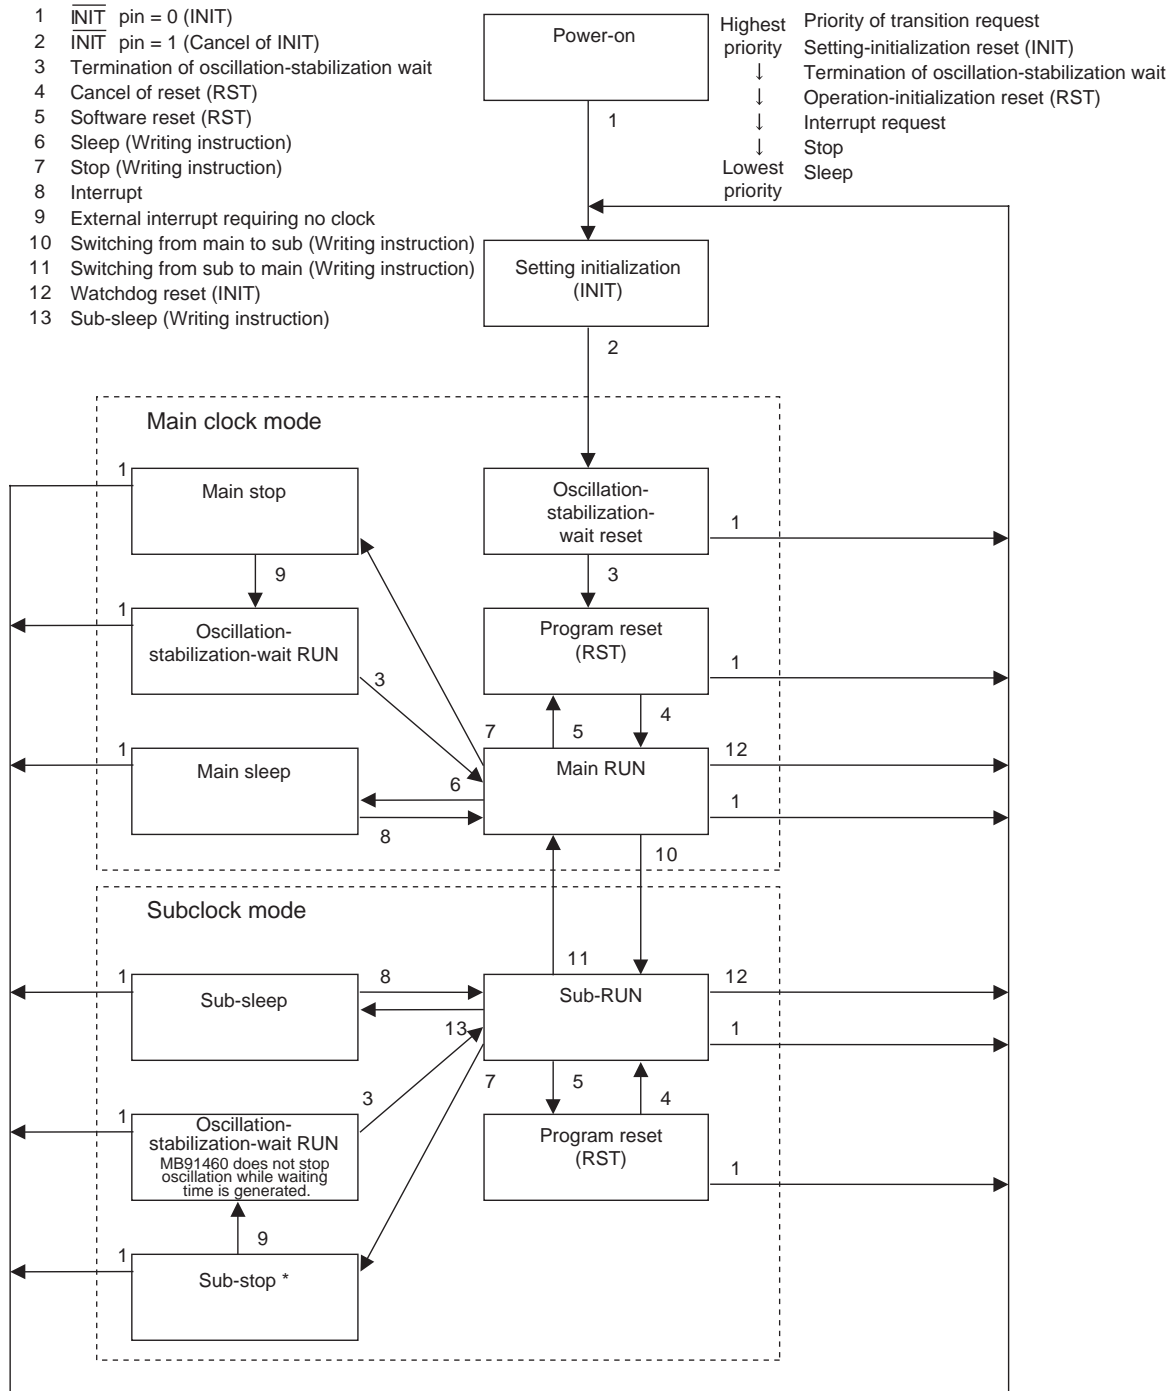 1 INIT pin = 0 (INIT)
2 INIT pin = 1 (Cancel of INIT)
3 Termination of oscillation-stabilization wait
4 Cancel of reset (RST)
5 Software reset (RST)
6 Sleep (Writing instruction)
7 Stop (Writing instruction)
8 Interrupt
9 External interrupt requiring no clock
10 Switching from main to sub (Writing instruction)
11 Switching from sub to main (Writing instruction)
12 Watchdog reset (INIT)
13 Sub-sleep (Writing instruction)
Power-on
Highest
priority
↓
↓
↓
↓
Lowest
priority
Priority of transition request
Setting-initialization reset (INIT)
Termination of oscillation-stabilization wait
Operation-initialization reset (RST)
Interrupt request
Stop
Sleep
1
Setting initialization
(INIT)
2
Main clock mode
1
Main stop
Oscillation-
stabilization-
wait reset
1
9
3
1
Oscillation-
stabilization-wait RUN
Program reset
(RST)
1
3
7
5
4
1
Main sleep
Main RUN
12
6
1
8
10
Subclock mode
11
1
Sub-sleep
8
Sub-RUN
12
13
1
7
5
4
3
1
Oscillation-
stabilization-wait RUN
MB91460 does not stop
oscillation while waiting
time is generated.
Program reset
(RST)
1
9
1
Sub-stop *